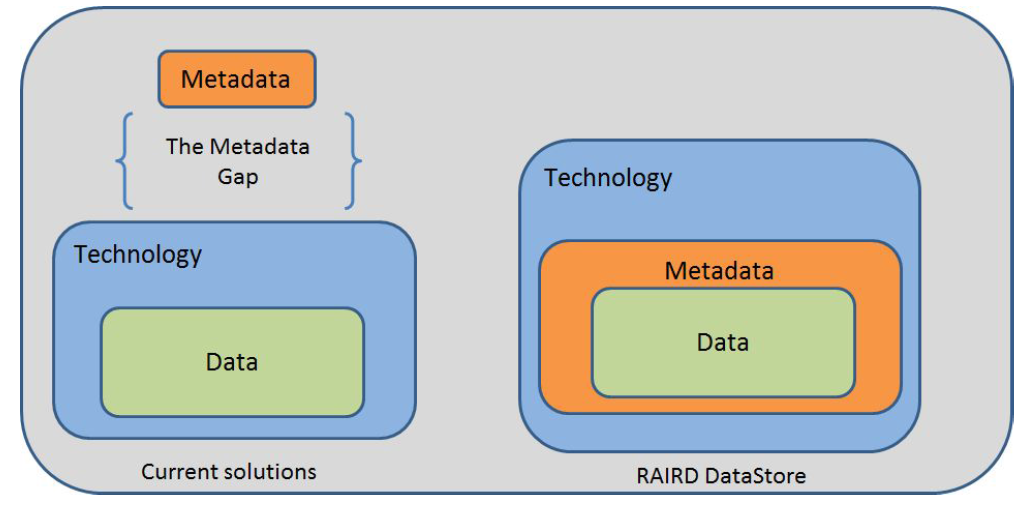 Metadata
The Metadata
Gap
Technology
Data
Current solutions
Technology
Metadata
Data
RAIRD DataStore